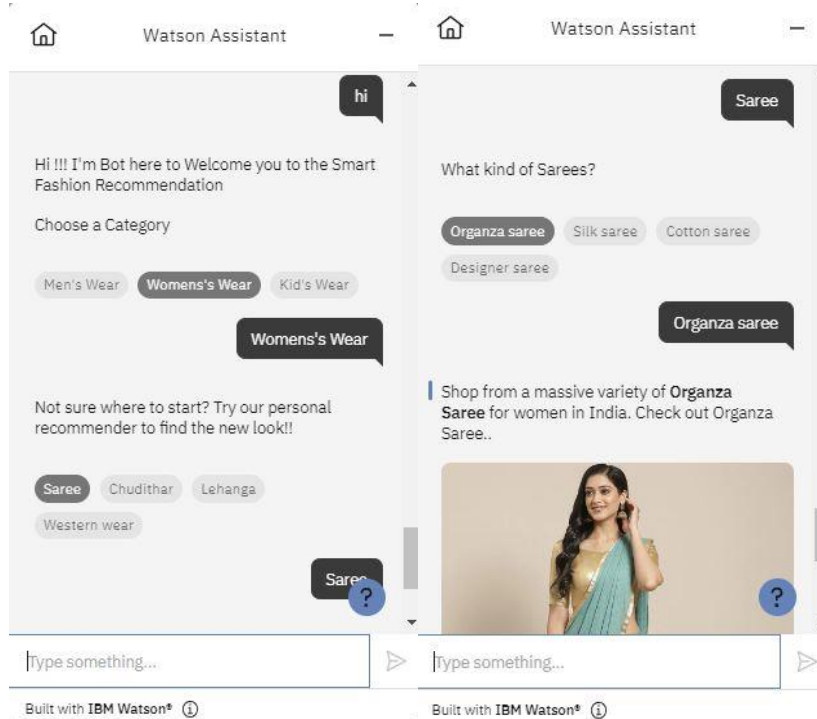 Watson Assistant
hi
Hi !!! I'm Bot here to Welcome you to the Smart
Fashion Recommendation
Choose a Category
Men's Wear Womens's Wear Kid's Wear
Womens's Wear
Not sure where to start? Try our personal
recommender to find the new look!!
Saree Chudithar Lehanga
Western wear
Saree
?
Type something...
Built with IBM Watson®
Watson Assistant
Saree
What kind of Sarees?
Organza saree Silk saree Cotton saree
Designer saree
Organza saree
Shop from a massive variety of Organza
Saree for women in India. Check out Organza
Saree..
?
Type something...
Built with IBM Watson®